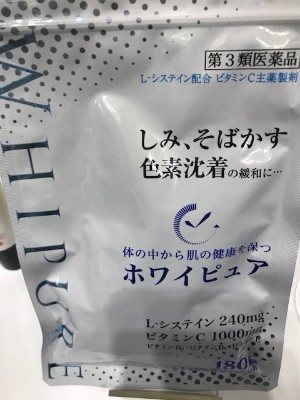 WHIPURE
第3類医薬品
L-システイン配合 ビタミンC主薬製剤
しみ、そばかす
色素沈着の緩和に…
体の中から肌の健康を保つ
ホワイピュア
L-システイン 240mg
ビタミンC 1000mg
180